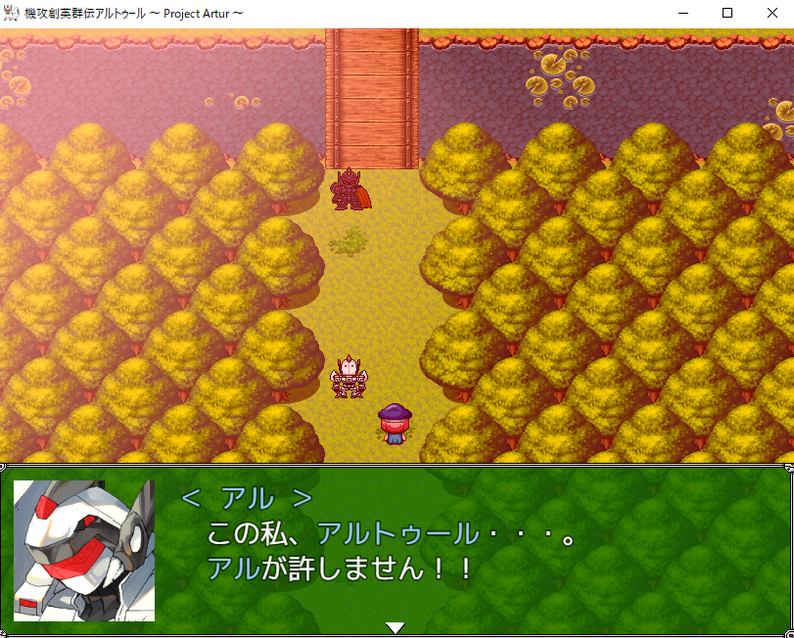 機攻創英群伝アルトゥール ～ Project Artur ～
< アル >
この私、アルトゥール・・・。
アルが許しません！！